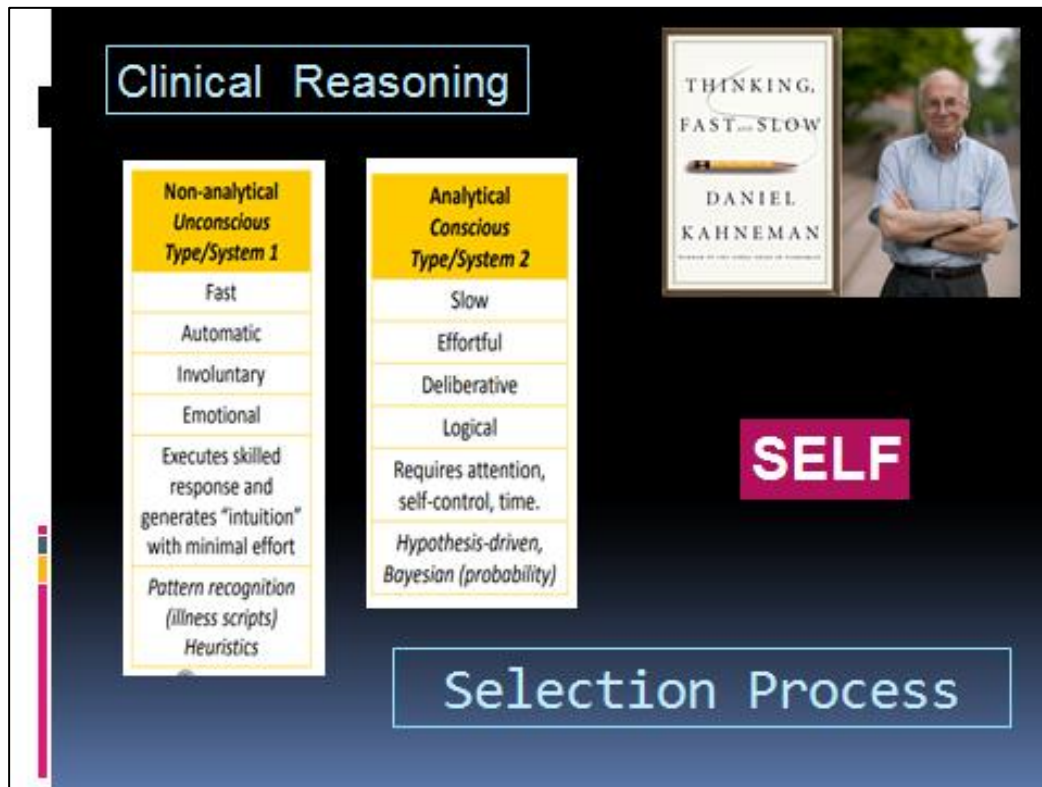 Clinical Reasoning
THINKING,
FAST AND SLOW
DANIEL
KAHNEMAN
Non-analytical
Unconscious
Type/System 1
Fast
Automatic
Involuntary
Emotional
Executes skilled
response and
generates “intuition”
with minimal effort
Pattern recognition
(illness scripts)
Heuristics
Analytical
Conscious
Type/System 2
Slow
Effortful
Deliberative
Logical
Requires attention,
self-control, time.
Hypothesis-driven,
Bayesian (probability)
SELF
Selection Process